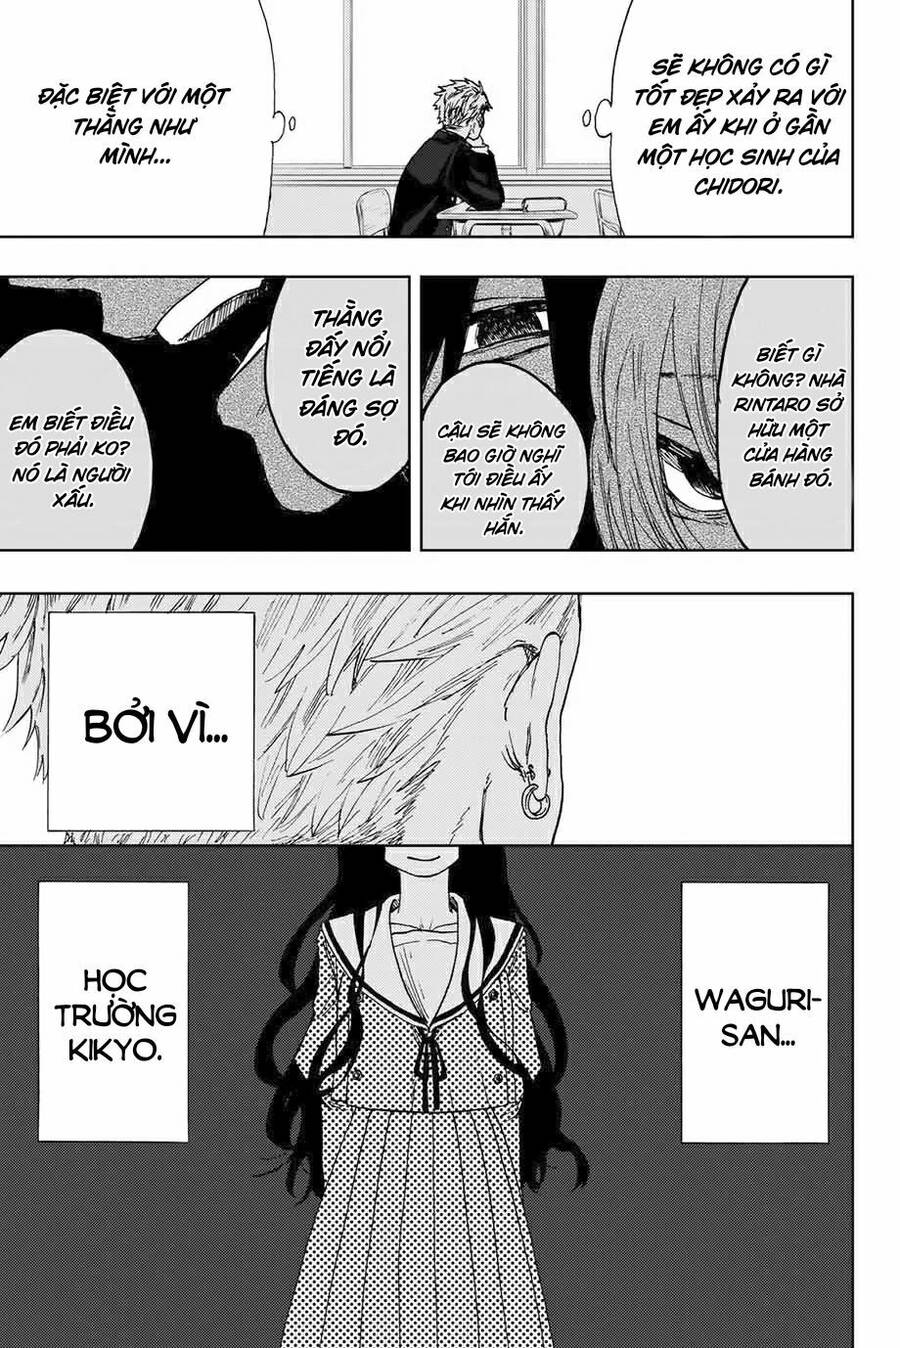 SẼ KHÔNG CÓ GÌ
TỐT ĐẸP XẢY RA VỚI
EM ẤY KHI Ở GẦN
MỘT HỌC SINH CỦA
CHIDORI.
ĐẶC BIỆT VỚI MỘT
THẰNG NHƯ
MÌNH...
BIẾT GÌ
KHÔNG? NHÀ
RINTARO SỞ
HỮU MỘT
CỬA HÀNG
BÁNH ĐÓ.
CẬU SẼ KHÔNG
BAO GIỜ NGHĨ
TỚI ĐIỀU ẤY
KHI NHÌN THẤY
HẮN.
THẰNG
ĐẤY NỔI
TIẾNG LÀ
ĐÁNG SỢ
ĐÓ.
EM BIẾT ĐIỀU
ĐÓ PHẢI KO?
NÓ LÀ NGƯỜI
XẤU.
BỞI VÌ...
WAGURI-
SAN...
HỌC
TRƯỜNG
KIKYO.